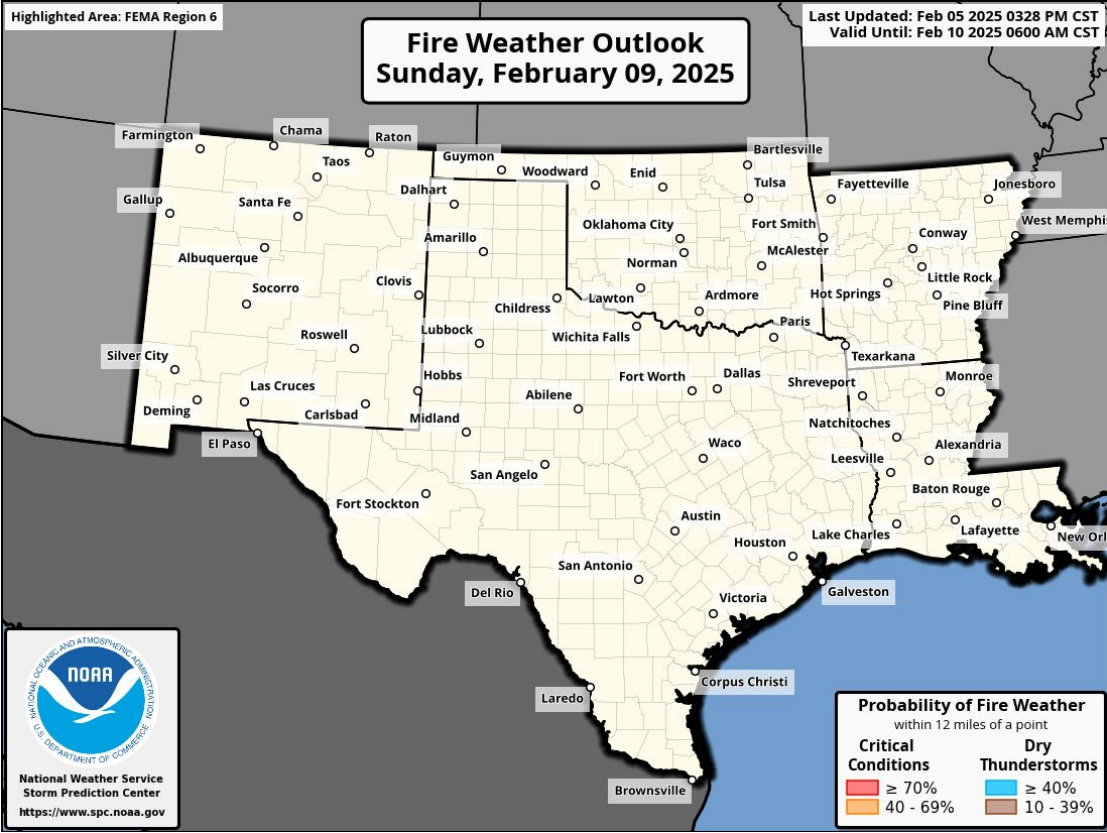 Highlighted Area: FEMA Region 6
Fire Weather Outlook
Sunday, February 09, 2025
Last Updated: Feb 05 2025 0328 PM CST
Valid Until: Feb 10 2025 0600 AM CST
Farmington
Chama
Raton
Taos
Guymon
Woodward
Enid
Bartlesville
Tulsa
Fayetteville
Jonesboro
Gallup
Santa Fe
Dalhart
Oklahoma City
Fort Smith
West Memphis
Albuquerque
Amarillo
Norman
McAlester
Conway
Little Rock
Socorro
Clovis
Childress
Lawton
Ardmore
Hot Springs
Pine Bluff
Roswell
Lubbock
Wichita Falls
Paris
Texarkana
Silver City
Las Cruces
Hobbs
Fort Worth
Dallas
Shreveport
Monroe
Deming
Carlsbad
Midland
Abilene
Natchitoches
El Paso
Waco
Alexandria
Leesville
San Angelo
Fort Stockton
Baton Rouge
Austin
Houston
Lake Charles
Lafayette
New Orl
San Antonio
Del Rio
Victoria
Galveston
Laredo
Corpus Christi
Brownsville
NATIONAL OCEANIC AND ATMOSPHERIC ADMINISTRATION
NOAA
U.S. DEPARTMENT OF COMMERCE
National Weather Service
Storm Prediction Center
https://www.spc.noaa.gov
Probability of Fire Weather
within 12 miles of a point
Critical Conditions
≥ 70%
40 - 69%
Dry Thunderstorms
≥ 40%
10 - 39%